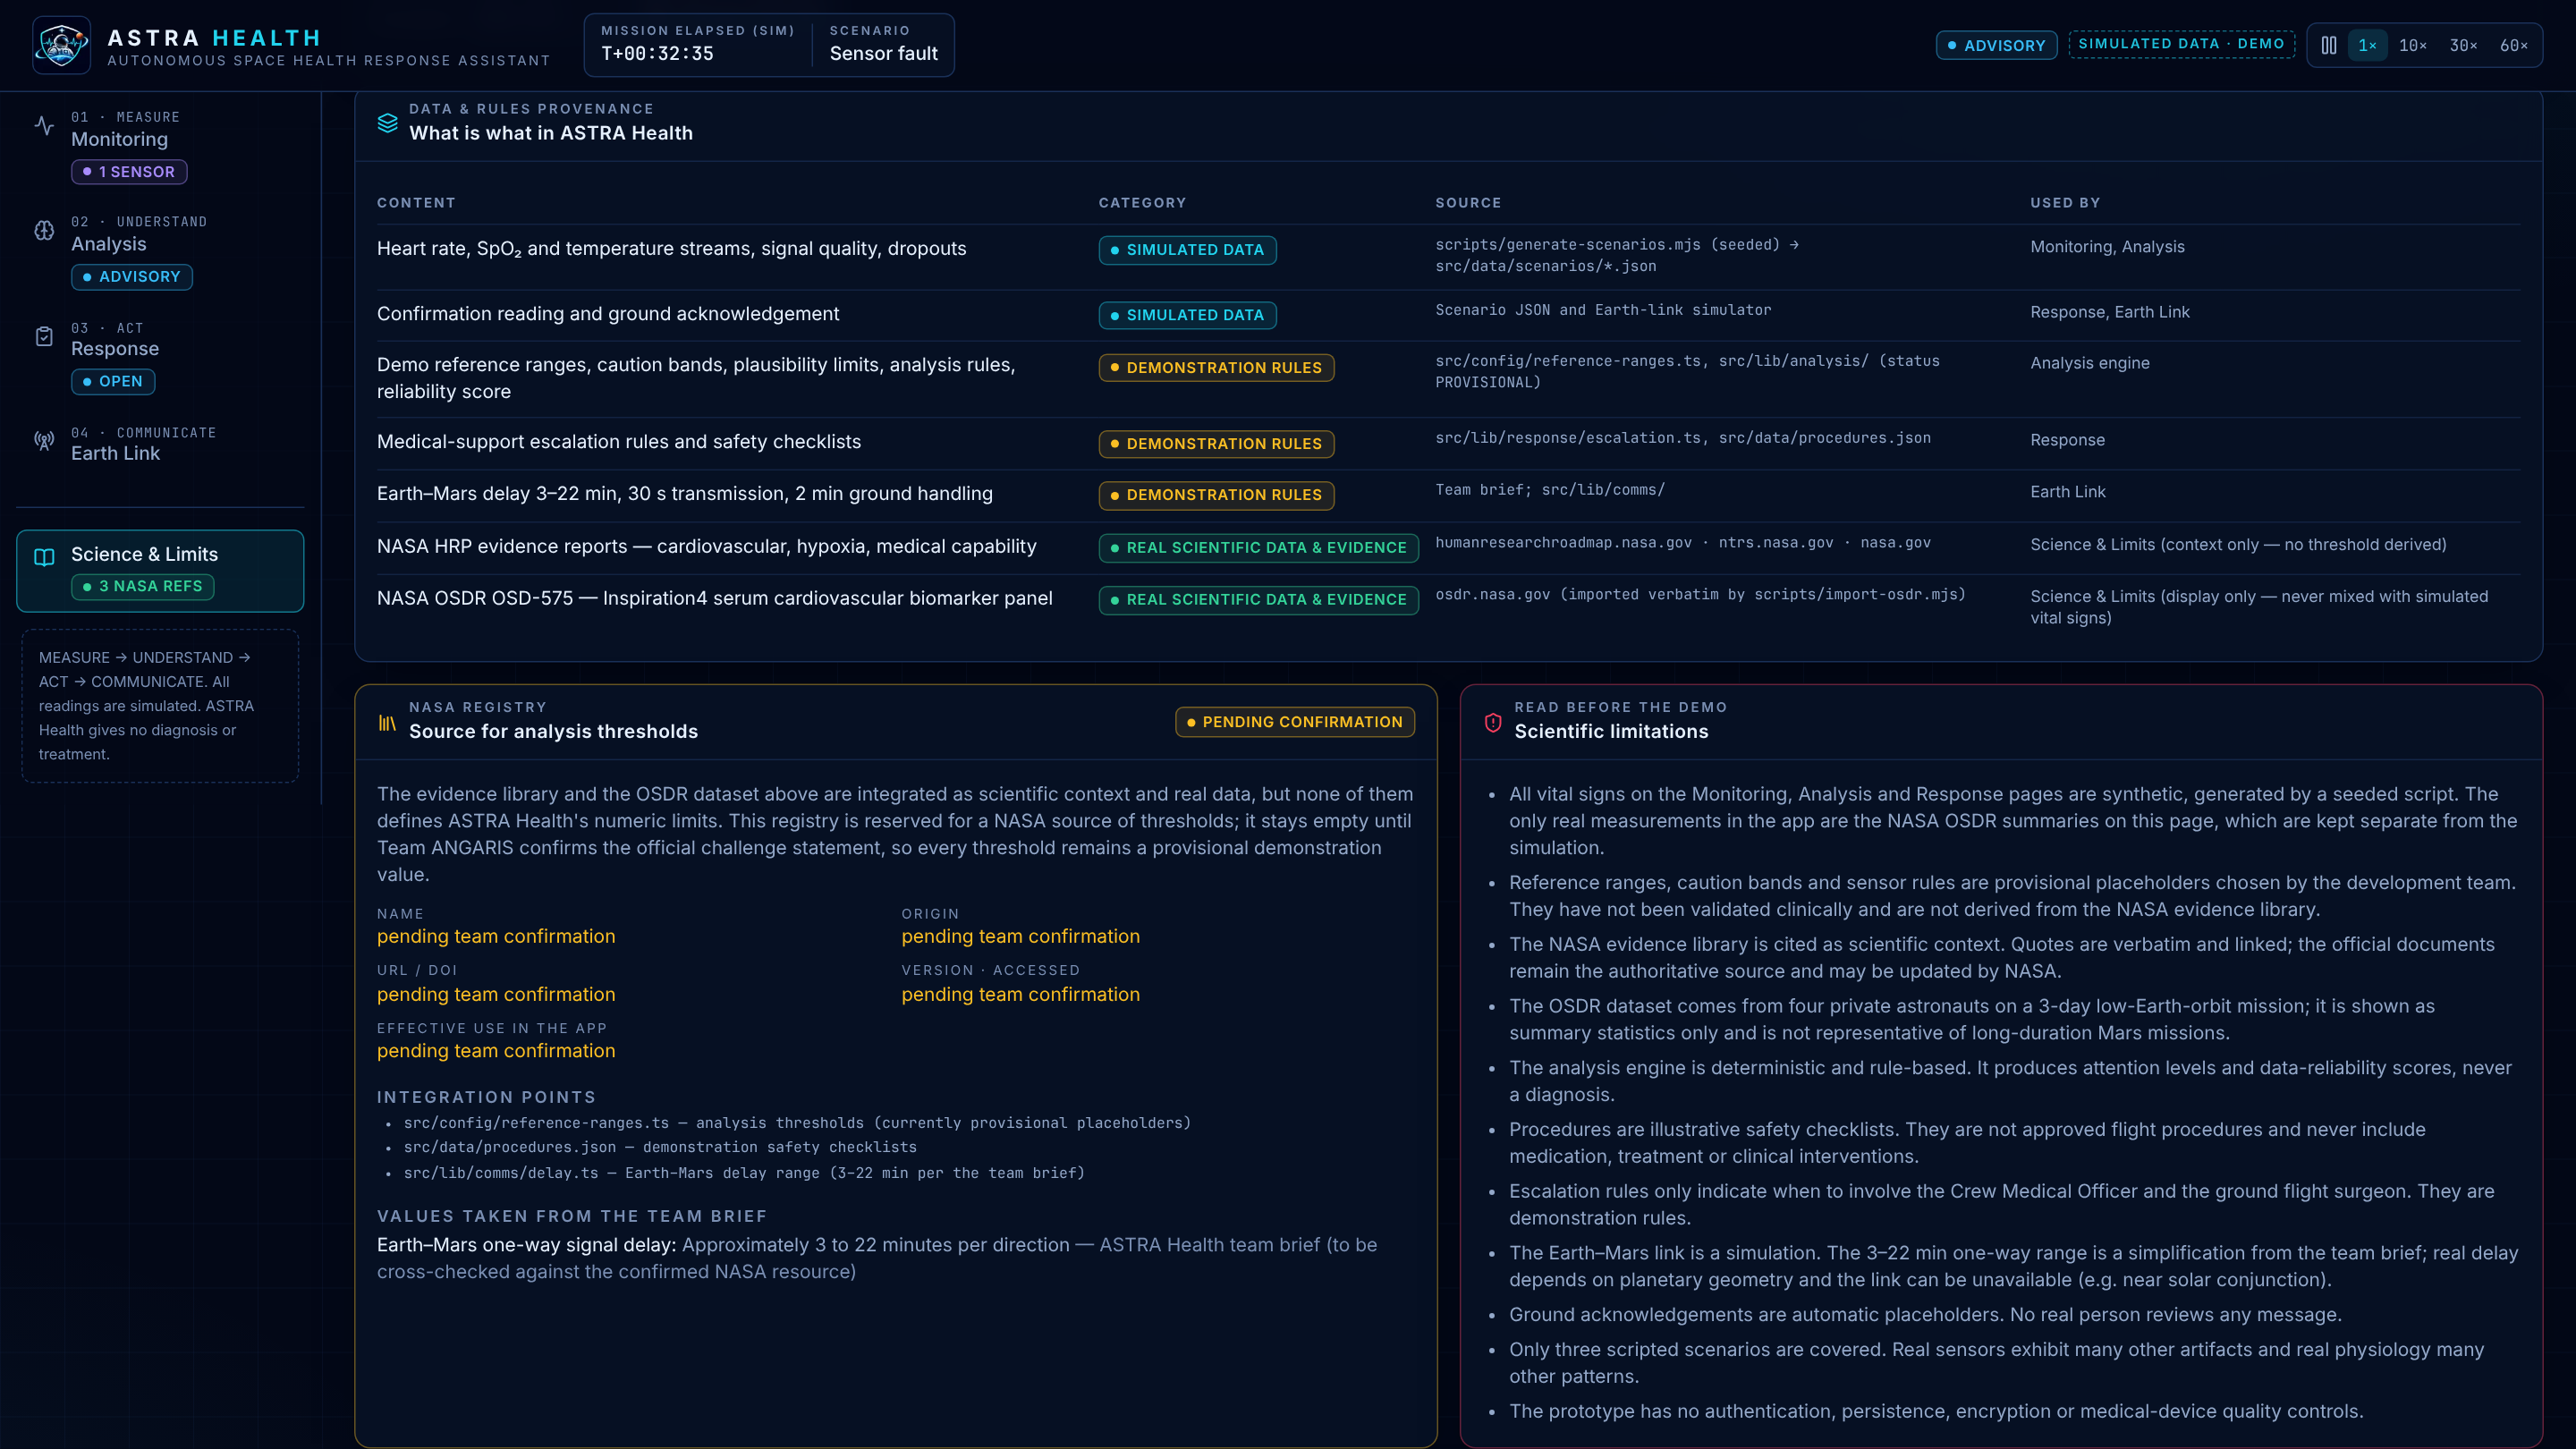 ASTRA HEALTH
AUTONOMOUS SPACE HEALTH RESPONSE ASSISTANT
MISSION ELAPSED (SIM)
T+00:32:35
SCENARIO
Sensor fault
ADVISORY
SIMULATED DATA · DEMO
1×
10×
30×
60×
01 · MEASURE
Monitoring
1 SENSOR
02 · UNDERSTAND
Analysis
ADVISORY
03 · ACT
Response
OPEN
04 · COMMUNICATE
Earth Link
Science & Limits
3 NASA REFS
MEASURE → UNDERSTAND →
ACT → COMMUNICATE. All
readings are simulated. ASTRA
Health gives no diagnosis or
treatment.
DATA & RULES PROVENANCE
What is what in ASTRA Health
CONTENT
CATEGORY
SOURCE
USED BY
Heart rate, SpO₂ and temperature streams, signal quality, dropouts
SIMULATED DATA
scripts/generate-scenarios.mjs (seeded) →
src/data/scenarios/*.json
Monitoring, Analysis
Confirmation reading and ground acknowledgement
SIMULATED DATA
Scenario JSON and Earth-link simulator
Response, Earth Link
Demo reference ranges, caution bands, plausibility limits, analysis rules,
reliability score
DEMONSTRATION RULES
src/config/reference-ranges.ts, src/lib/analysis/ (status
PROVISIONAL)
Analysis engine
Medical-support escalation rules and safety checklists
DEMONSTRATION RULES
src/lib/response/escalation.ts, src/data/procedures.json
Response
Earth–Mars delay 3–22 min, 30 s transmission, 2 min ground handling
DEMONSTRATION RULES
Team brief; src/lib/comms/
Earth Link
NASA HRP evidence reports — cardiovascular, hypoxia, medical capability
REAL SCIENTIFIC DATA & EVIDENCE
humanresearchroadmap.nasa.gov · ntrs.nasa.gov · nasa.gov
Science & Limits (context only — no threshold derived)
NASA OSDR OSD-575 — Inspiration4 serum cardiovascular biomarker panel
REAL SCIENTIFIC DATA & EVIDENCE
osdr.nasa.gov (imported verbatim by scripts/import-osdr.mjs)
Science & Limits (display only — never mixed with simulated
vital signs)
NASA REGISTRY
Source for analysis thresholds
PENDING CONFIRMATION
The evidence library and the OSDR dataset above are integrated as scientific context and real data, but none of them
defines ASTRA Health's numeric limits. This registry is reserved for a NASA source of thresholds; it stays empty until
Team ANGARIS confirms the official challenge statement, so every threshold remains a provisional demonstration
value.
NAME
pending team confirmation
ORIGIN
pending team confirmation
URL / DOI
pending team confirmation
VERSION · ACCESSED
pending team confirmation
EFFECTIVE USE IN THE APP
pending team confirmation
INTEGRATION POINTS
• src/config/reference-ranges.ts — analysis thresholds (currently provisional placeholders)
• src/data/procedures.json — demonstration safety checklists
• src/lib/comms/delay.ts — Earth–Mars delay range (3–22 min per the team brief)
VALUES TAKEN FROM THE TEAM BRIEF
Earth–Mars one-way signal delay: Approximately 3 to 22 minutes per direction — ASTRA Health team brief (to be
cross-checked against the confirmed NASA resource)
READ BEFORE THE DEMO
Scientific limitations
• All vital signs on the Monitoring, Analysis and Response pages are synthetic, generated by a seeded script. The
only real measurements in the app are the NASA OSDR summaries on this page, which are kept separate from the
simulation.
• Reference ranges, caution bands and sensor rules are provisional placeholders chosen by the development team.
They have not been validated clinically and are not derived from the NASA evidence library.
• The NASA evidence library is cited as scientific context. Quotes are verbatim and linked; the official documents
remain the authoritative source and may be updated by NASA.
• The OSDR dataset comes from four private astronauts on a 3-day low-Earth-orbit mission; it is shown as
summary statistics only and is not representative of long-duration Mars missions.
• The analysis engine is deterministic and rule-based. It produces attention levels and data-reliability scores, never
a diagnosis.
• Procedures are illustrative safety checklists. They are not approved flight procedures and never include
medication, treatment or clinical interventions.
• Escalation rules only indicate when to involve the Crew Medical Officer and the ground flight surgeon. They are
demonstration rules.
• The Earth–Mars link is a simulation. The 3–22 min one-way range is a simplification from the team brief; real delay
depends on planetary geometry and the link can be unavailable (e.g. near solar conjunction).
• Ground acknowledgements are automatic placeholders. No real person reviews any message.
• Only three scripted scenarios are covered. Real sensors exhibit many other artifacts and real physiology many
other patterns.
• The prototype has no authentication, persistence, encryption or medical-device quality controls.